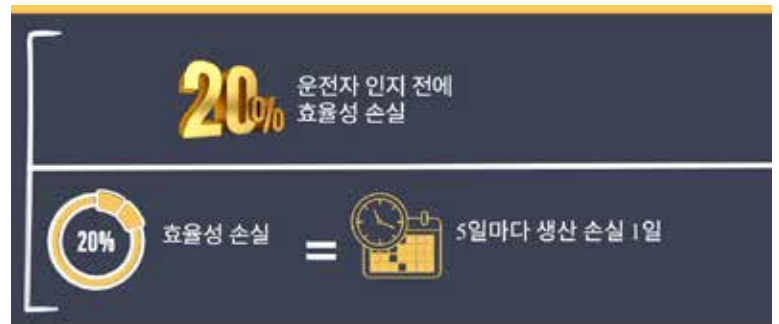 20% 운전자 인지 전에
효율성 손실
20% 효율성 손실 = 5일마다 생산 손실 1일